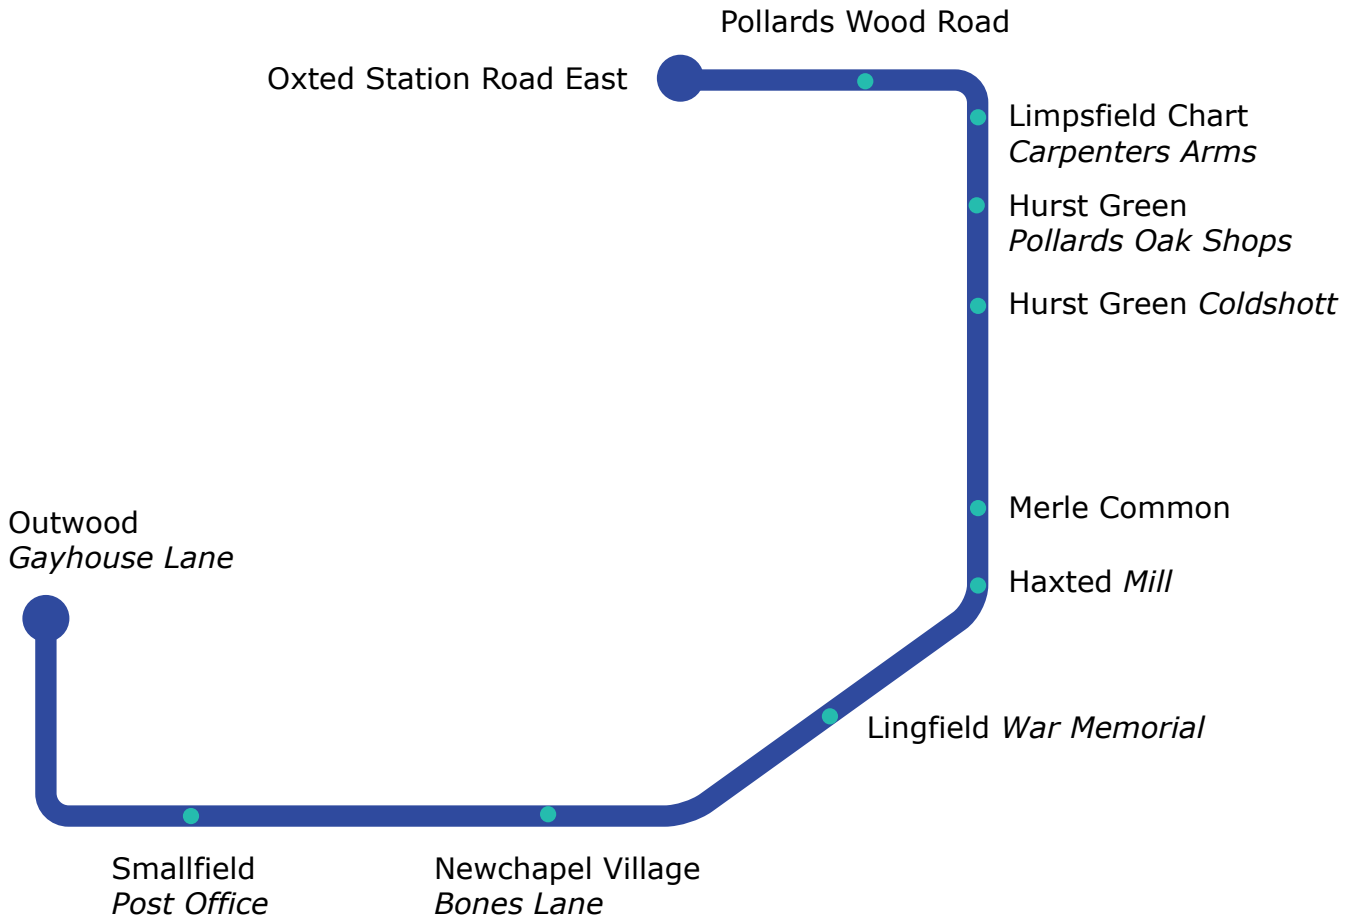 Pollards Wood Road
Oxted Station Road East
Limpsfield Chart
Carpenters Arms
Hurst Green
Pollards Oak Shops
Hurst Green Coldshott
Merle Common
Outwood
Gayhouse Lane
Haxted Mill
Lingfield War Memorial
Smallfield
Post Office
Newchapel Village
Bones Lane